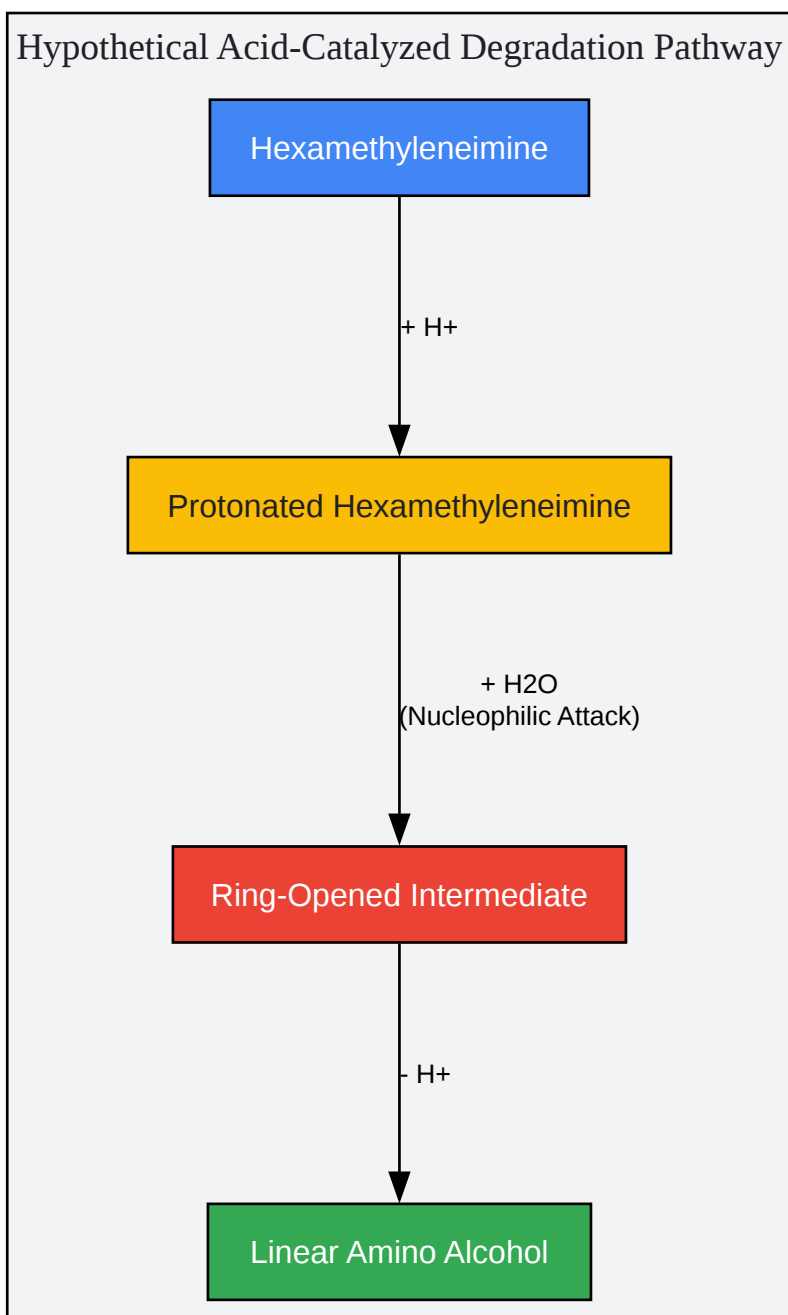 Hypothetical Acid-Catalyzed Degradation Pathway
Hexamethyleneimine
+ H+
Protonated Hexamethyleneimine
+ H2O
(Nucleophilic Attack)
Ring-Opened Intermediate
- H+
Linear Amino Alcohol